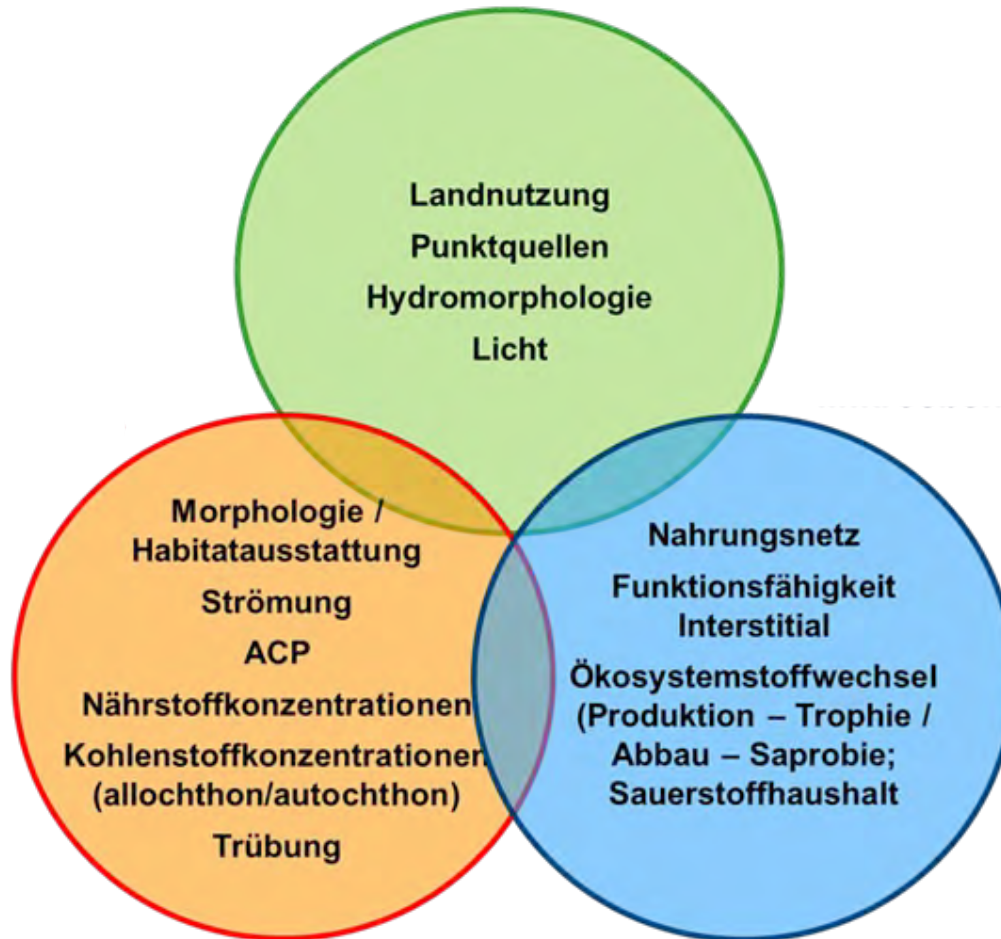 Landnutzung
Punktquellen
Hydromorphologie
Licht
Morphologie /
Habitatausstattung
Strömung
ACP
Nährstoffkonzentrationen
Kohlenstoffkonzentrationen
(allochthon/autochthon)
Trübung
Nahrungsnetz
Funktionsfähigkeit
Interstitial
Ökosystemstoffwechsel
(Produktion – Trophie /
Abbau – Saprobie;
Sauerstoffhaushalt